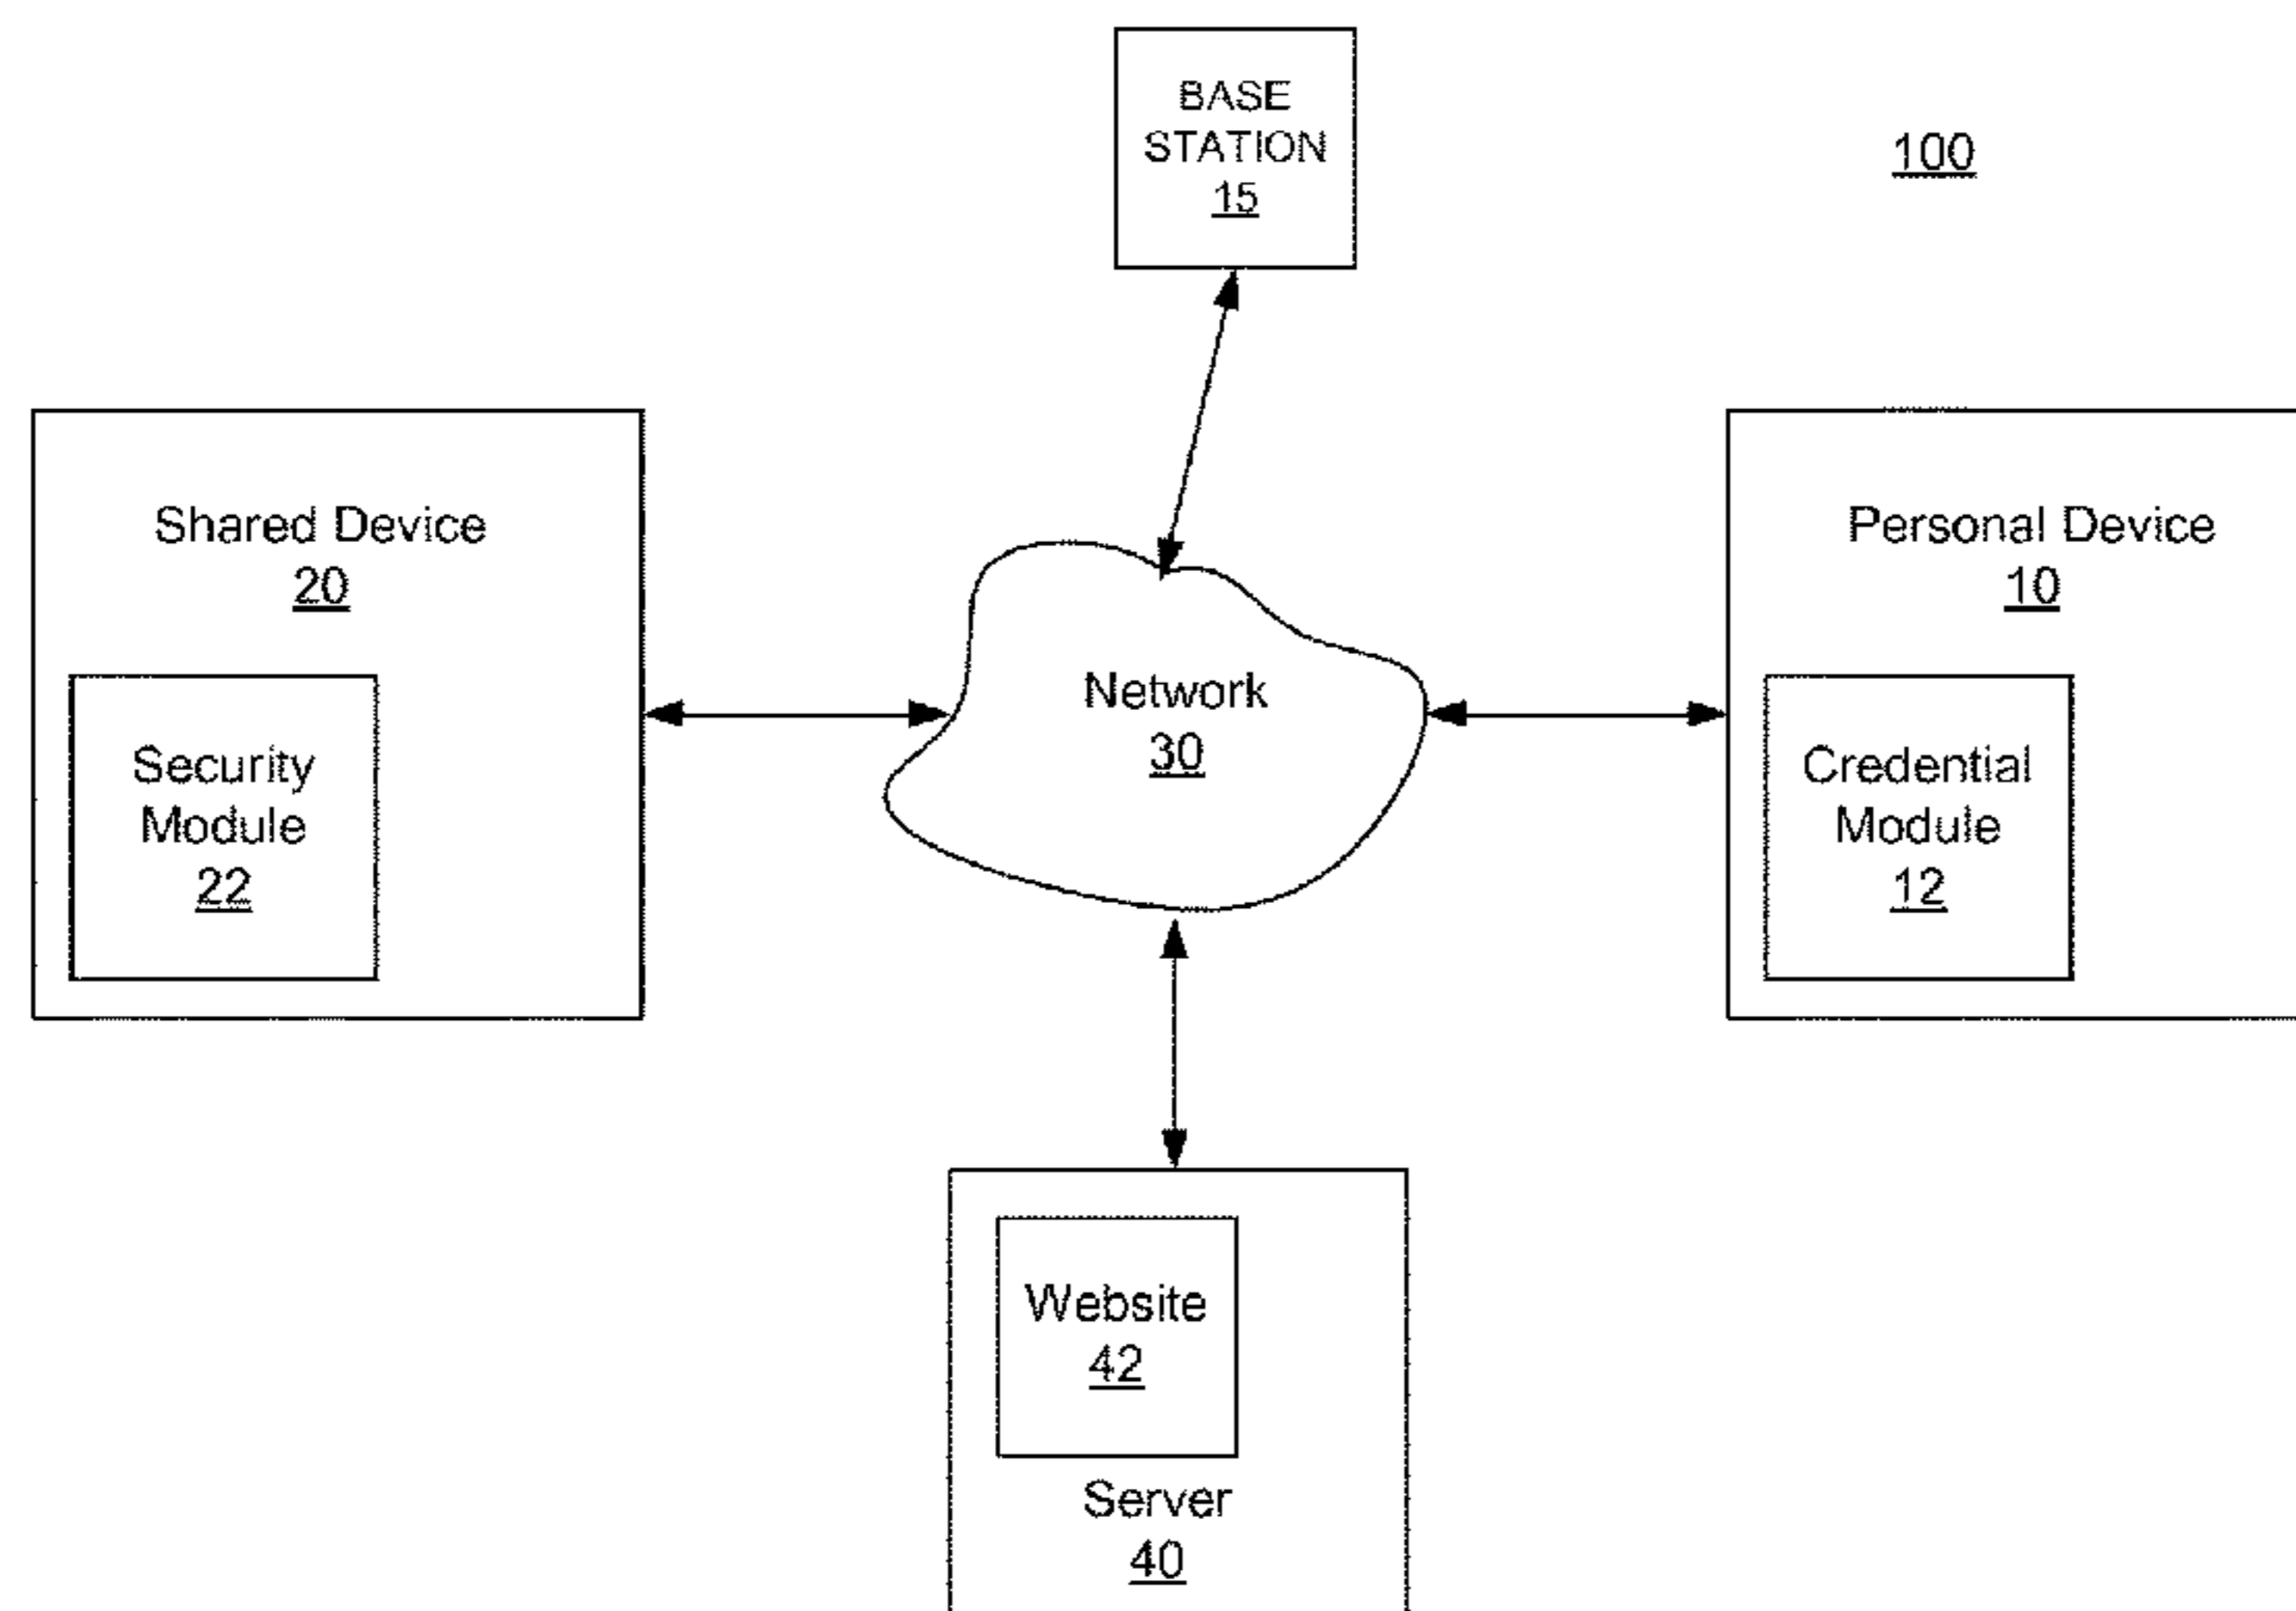 BASE
STATION
15
100
Shared Device
20
Security
Module
22
Network
30
Personal Device
10
Credential
Module
12
Website
42
Server
40